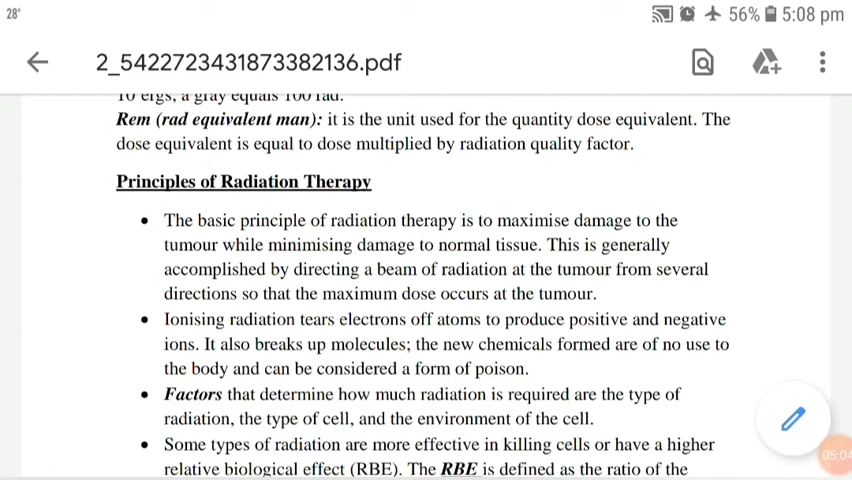 28°
56% 5:08 pm
2_5422723431873382136.pdf
10 ergs, a gray equals 100 rad.
Rem (rad equivalent man): it is the unit used for the quantity dose equivalent. The
dose equivalent is equal to dose multiplied by radiation quality factor.
Principles of Radiation Therapy
• The basic principle of radiation therapy is to maximise damage to the
tumour while minimising damage to normal tissue. This is generally
accomplished by directing a beam of radiation at the tumour from several
directions so that the maximum dose occurs at the tumour.
• Ionising radiation tears electrons off atoms to produce positive and negative
ions. It also breaks up molecules; the new chemicals formed are of no use to
the body and can be considered a form of poison.
• Factors that determine how much radiation is required are the type of
radiation, the type of cell, and the environment of the cell.
• Some types of radiation are more effective in killing cells or have a higher
05:04
relative biological effect (RBE). The RBE is defined as the ratio of the